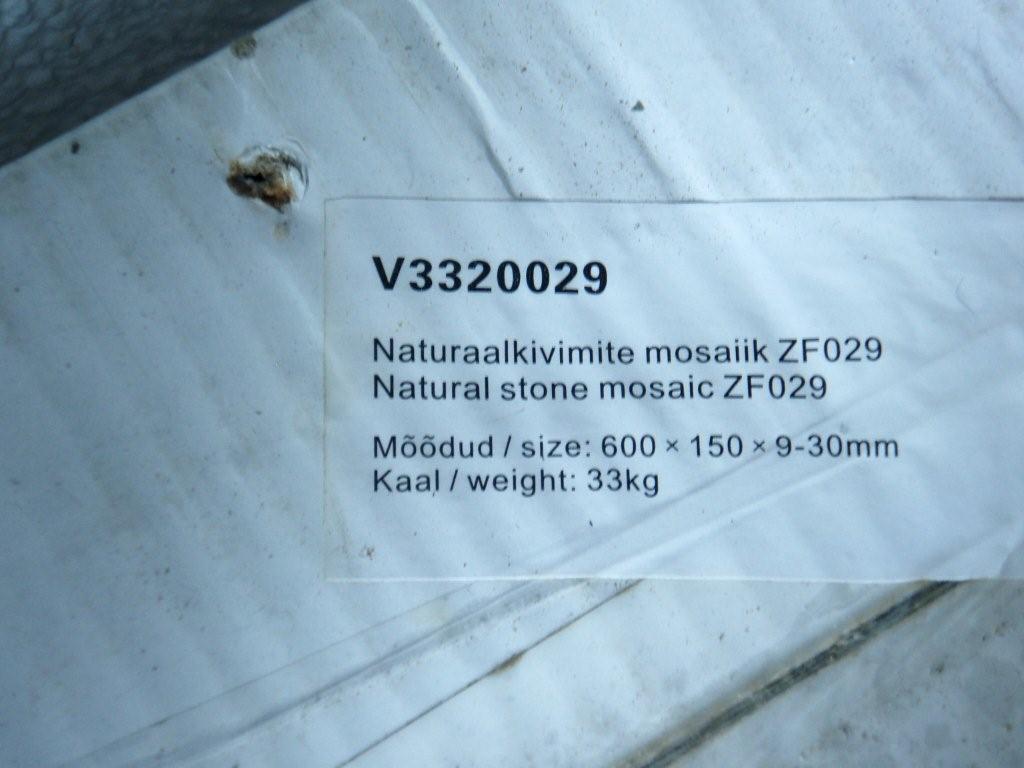 V3320029
Naturaalkivimite mosaiik ZF029
Natural stone mosaic ZF029
Mõõdud / size: 600 × 150 × 9-30mm
Kaal / weight: 33kg